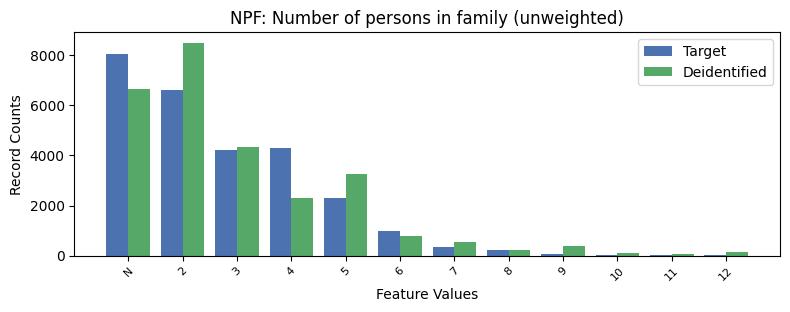 NPF: Number of persons in family (unweighted)
Target
Deidentified
Record Counts
8000
6000
4000
2000
0
N 2 3 4 5 6 7 8 9 10 11 12
Feature Values